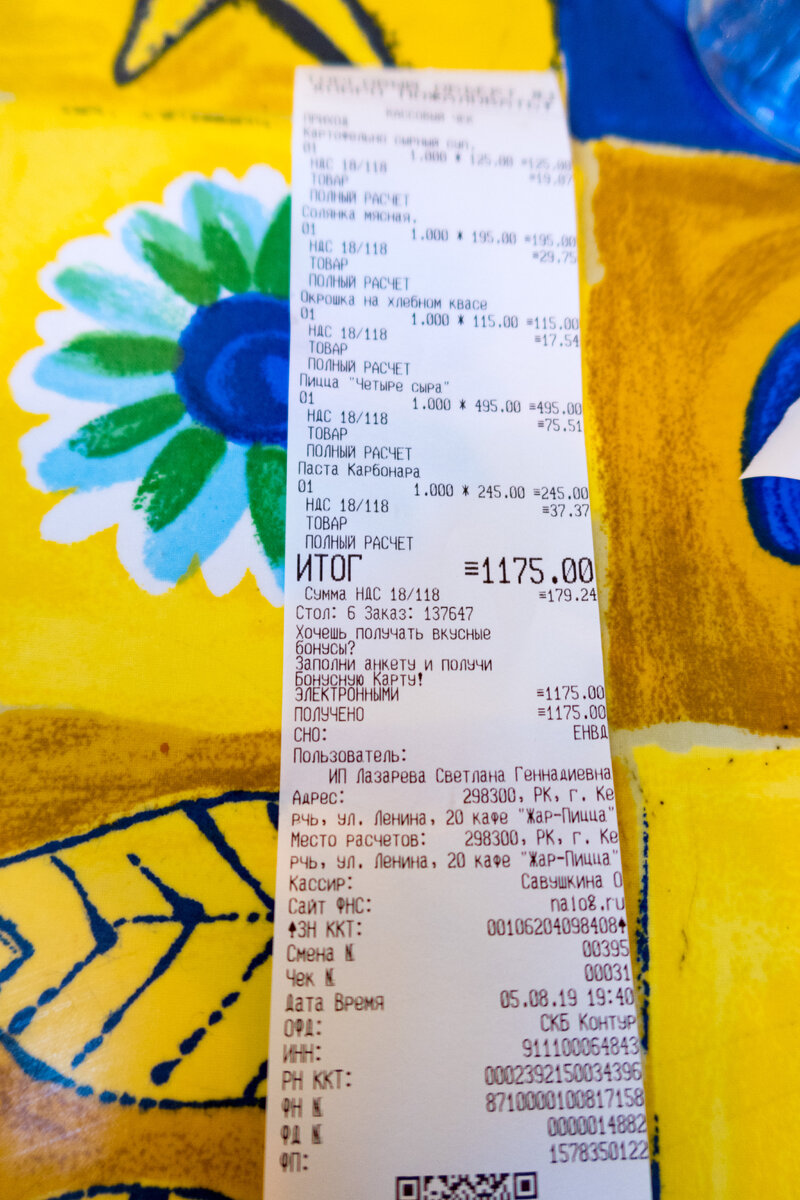 КАССОВЫЙ ЧЕК
ПРИХОД
Картофельно сырный суп.
01 1.000 * 125.00 ≡125.00
НДС 18/118 ≡19.07
ТОВАР
ПОЛНЫЙ РАСЧЕТ
Солянка мясная.
01 1.000 * 195.00 ≡195.00
НДС 18/118 ≡29.75
ТОВАР
ПОЛНЫЙ РАСЧЕТ
Окрошка на хлебном квасе
01 1.000 * 115.00 ≡115.00
НДС 18/118 ≡17.54
ТОВАР
ПОЛНЫЙ РАСЧЕТ
Пицца "Четыре сыра"
01 1.000 * 495.00 ≡495.00
НДС 18/118 ≡75.51
ТОВАР
ПОЛНЫЙ РАСЧЕТ
Паста Карбонара
01 1.000 * 245.00 ≡245.00
НДС 18/118 ≡37.37
ТОВАР
ПОЛНЫЙ РАСЧЕТ
ИТОГ ≡1175.00
Сумма НДС 18/118 ≡179.24
Стол: 6 Заказ: 137647
Хочешь получать вкусные
бонусы?
Заполни анкету и получи
Бонусную Карту!
ЭЛЕКТРОННЫМИ ≡1175.00
ПОЛУЧЕНО ≡1175.00
СНО: ЕНВД
Пользователь:
ИП Лазарева Светлана Геннадиевна
Адрес: 298300, РК, г. Ке
рчь, ул. Ленина, 20 кафе "Жар-Пицца"
Место расчетов: 298300, РК, г. Ке
рчь, ул. Ленина, 20 кафе "Жар-Пицца"
Кассир: Савушкина О
Сайт ФНС: nalog.ru
ЗН ККТ: 00106204098408
Смена № 00395
Чек № 00031
Дата Время 05.08.19 19:40
ОФД: СКБ Контур
ИНН: 911100064843
РН ККТ: 0002392150034396
ФН № 8710000100817158
ФД № 0000014882
ФП: 1578350122